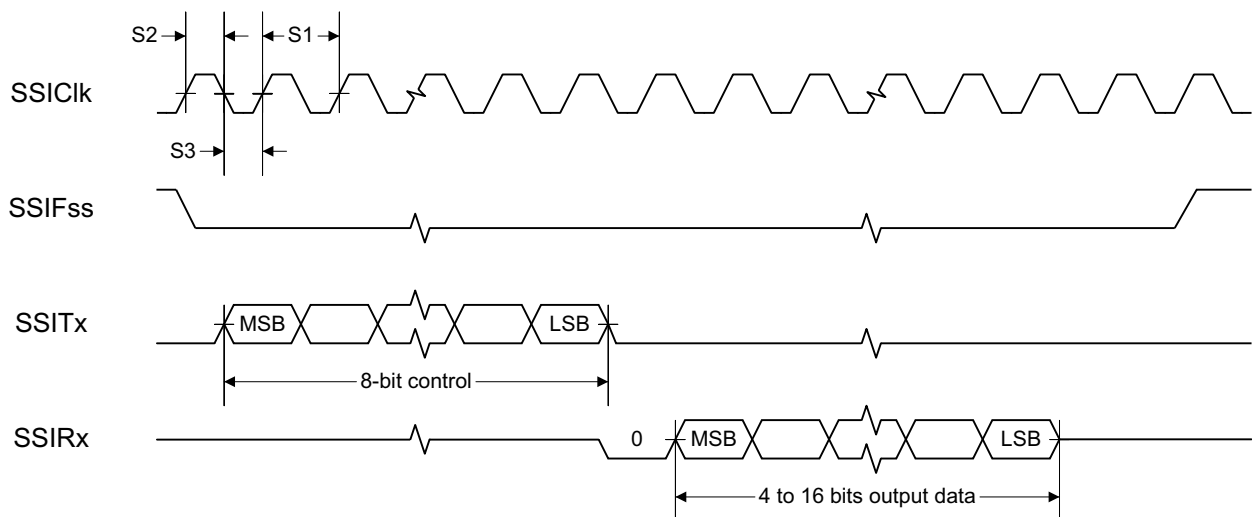 S2 S1
SSIClk
S3
SSIFss
SSITx MSB LSB
8-bit control
SSIRx 0 MSB LSB
4 to 16 bits output data